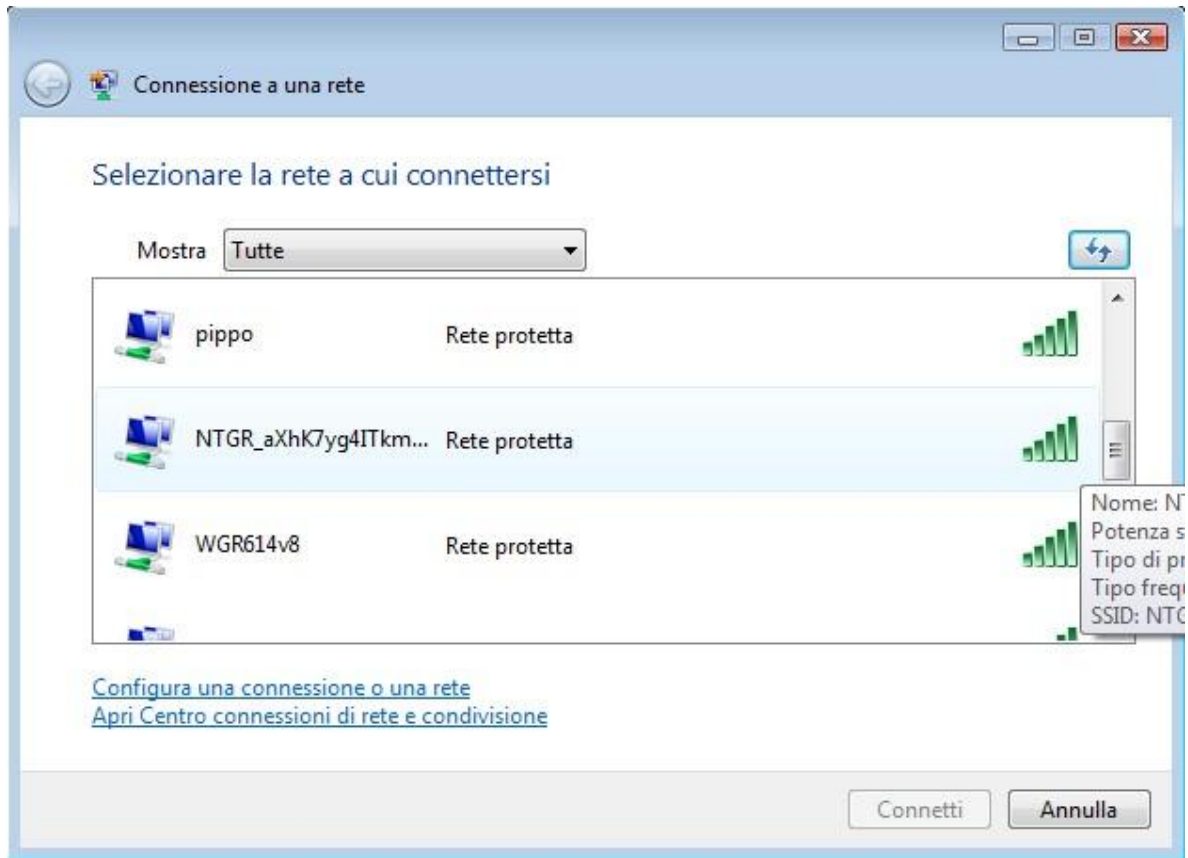 Connessione a una rete
Selezionare la rete a cui connettersi
Mostra Tutte
pippo Rete protetta
NTGR_aXhK7yg4ITkm... Rete protetta
WGR614v8 Rete protetta
Nome: NT
Potenza s
Tipo di pr
Tipo frequ
SSID: NTG
Configura una connessione o una rete
Apri Centro connessioni di rete e condivisione
Connetti Annulla